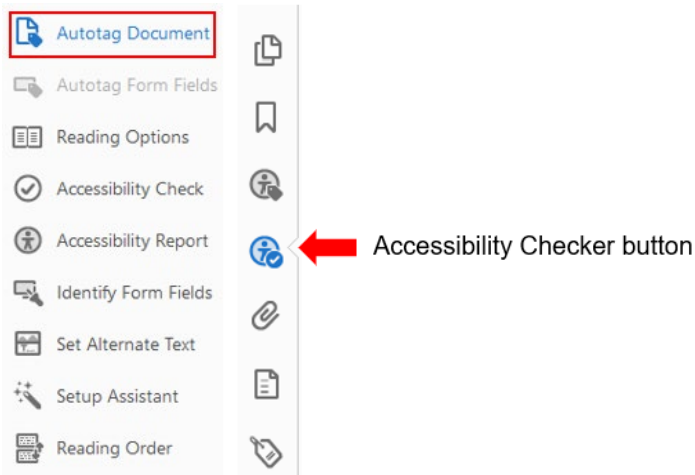 Autotag Document
Autotag Form Fields
Reading Options
Accessibility Check
Accessibility Report
Identify Form Fields
Set Alternate Text
Setup Assistant
Reading Order
Accessibility Checker button